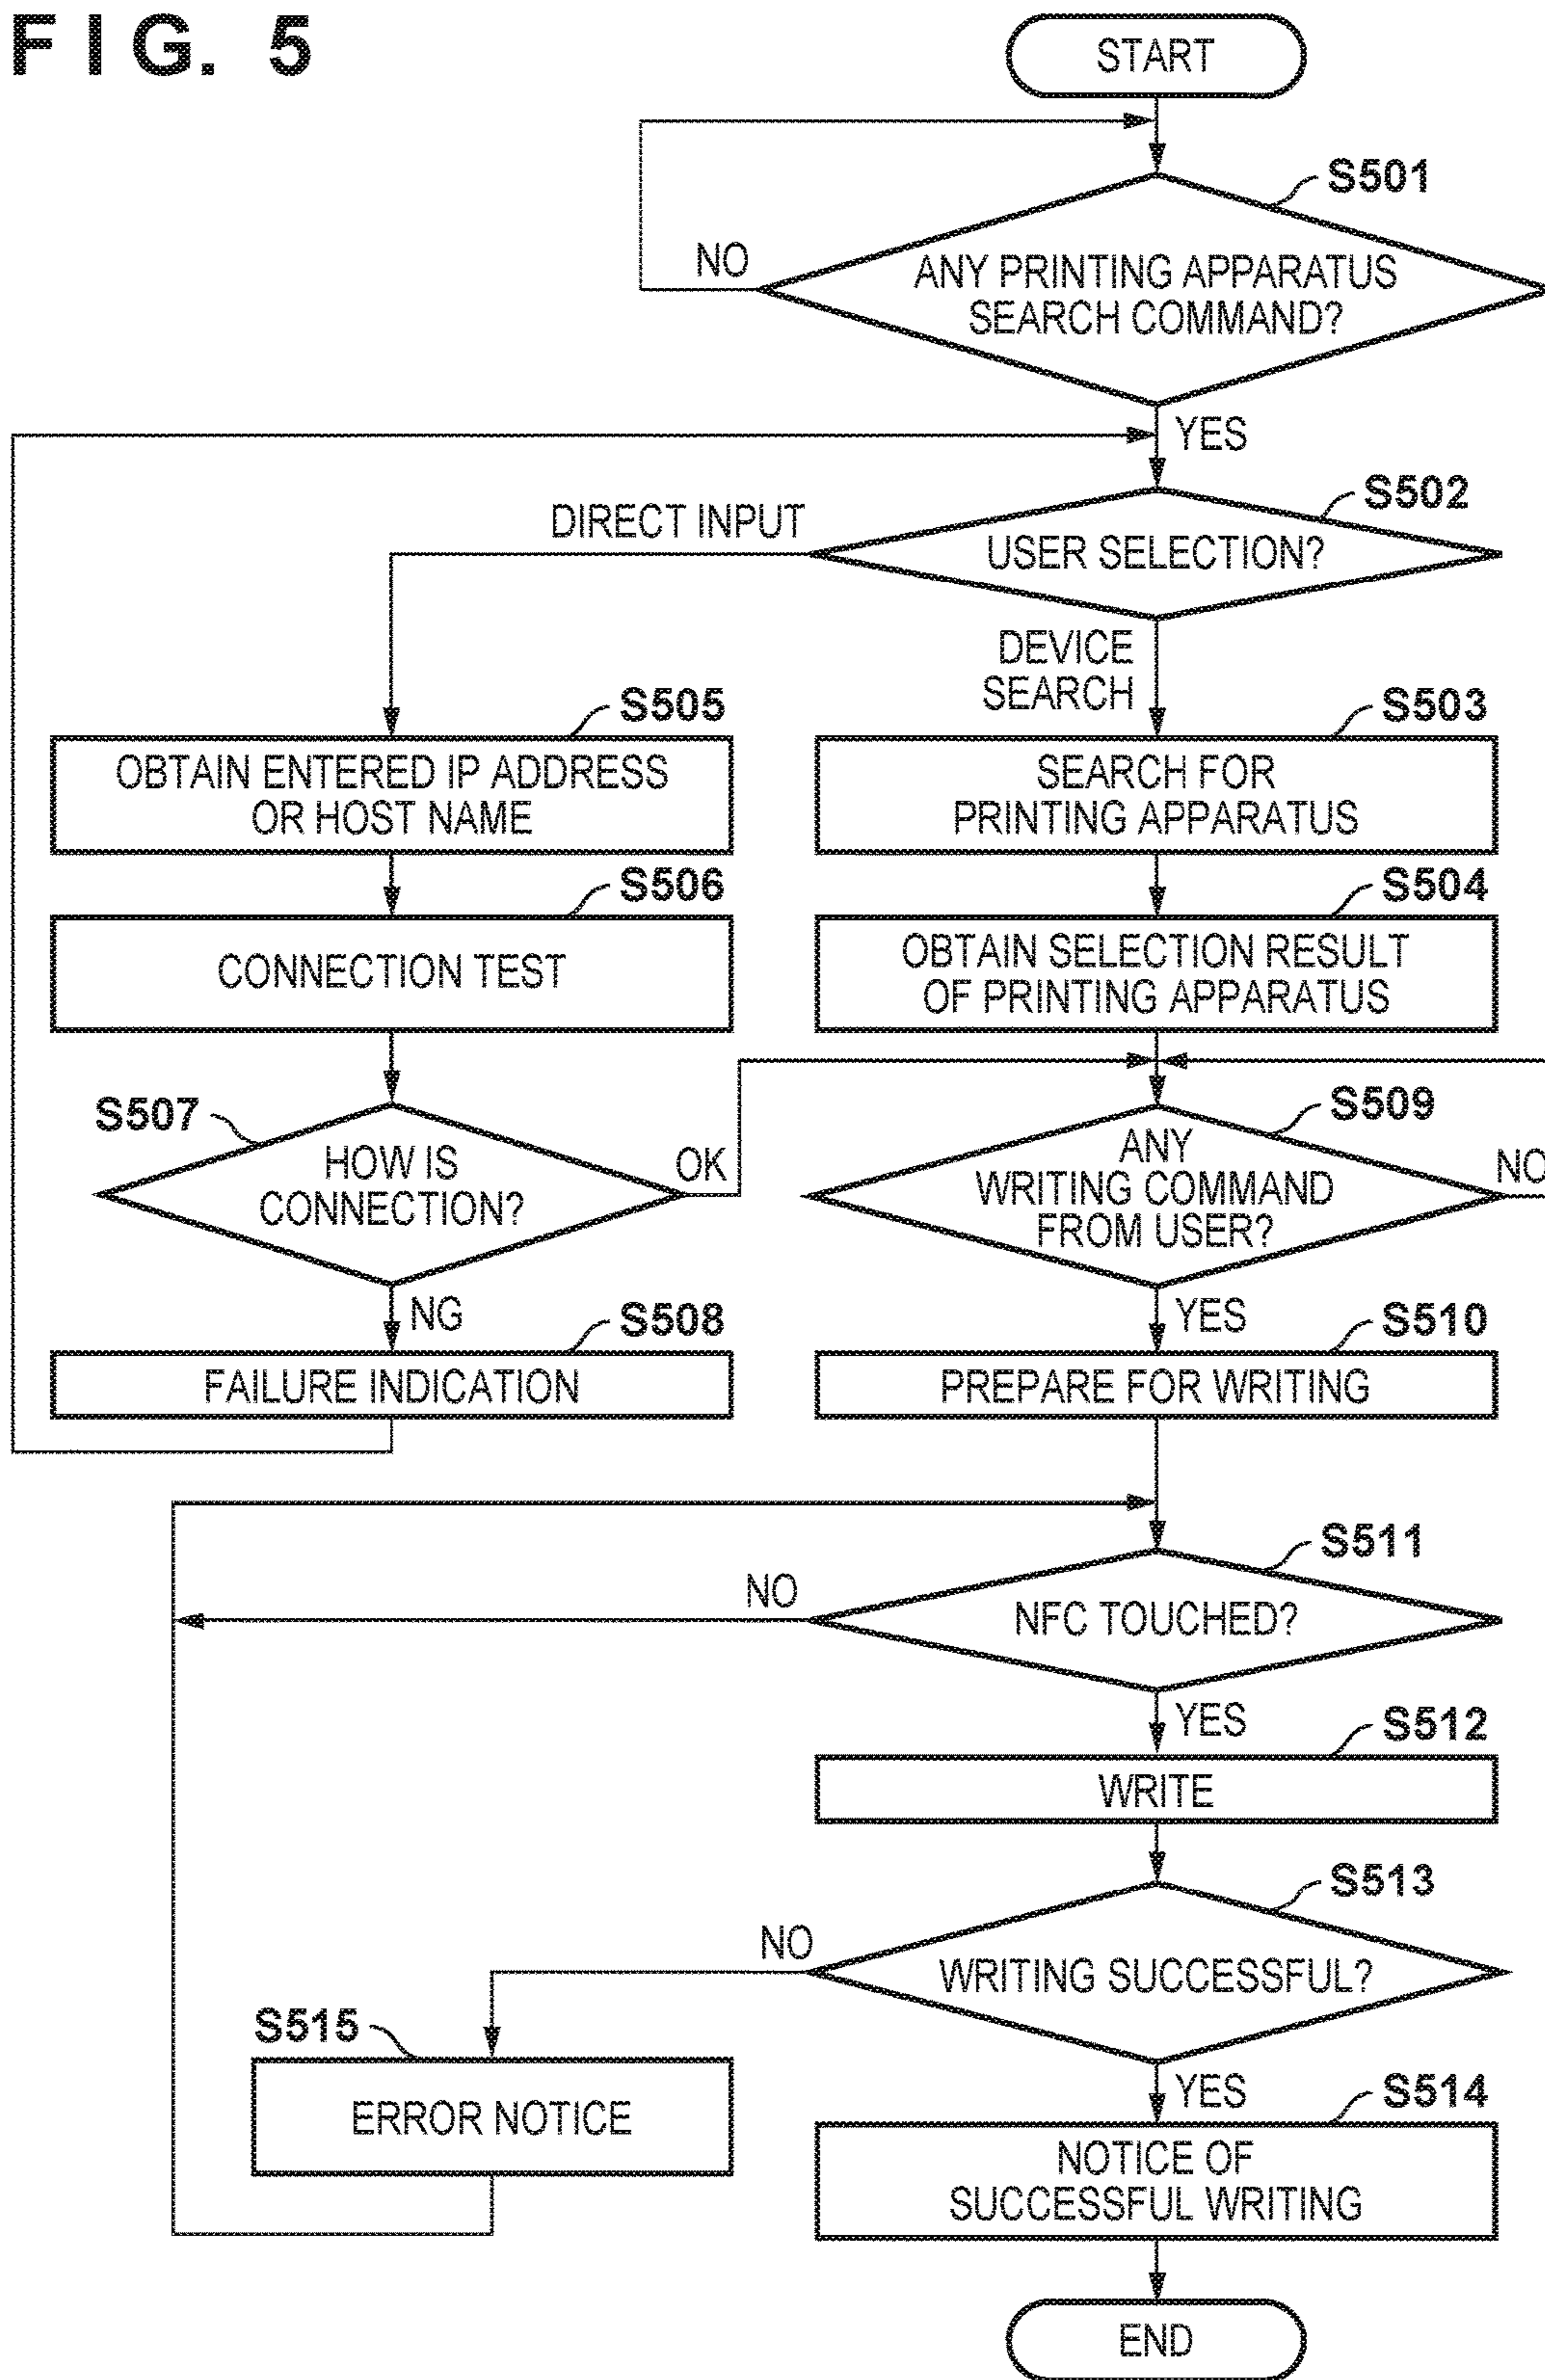 FIG. 5
START
S501
NO
ANY PRINTING APPARATUS
SEARCH COMMAND?
YES
S502
DIRECT INPUT
USER SELECTION?
DEVICE
SEARCH
S505
OBTAIN ENTERED IP ADDRESS
OR HOST NAME
S503
SEARCH FOR
PRINTING APPARATUS
S506
CONNECTION TEST
S504
OBTAIN SELECTION RESULT
OF PRINTING APPARATUS
S507
HOW IS
CONNECTION?
OK
S509
ANY
WRITING COMMAND
FROM USER?
NO
NG
S508
FAILURE INDICATION
YES
S510
PREPARE FOR WRITING
S511
NO
NFC TOUCHED?
YES
S512
WRITE
S513
NO
WRITING SUCCESSFUL?
S515
ERROR NOTICE
YES
S514
NOTICE OF
SUCCESSFUL WRITING
END